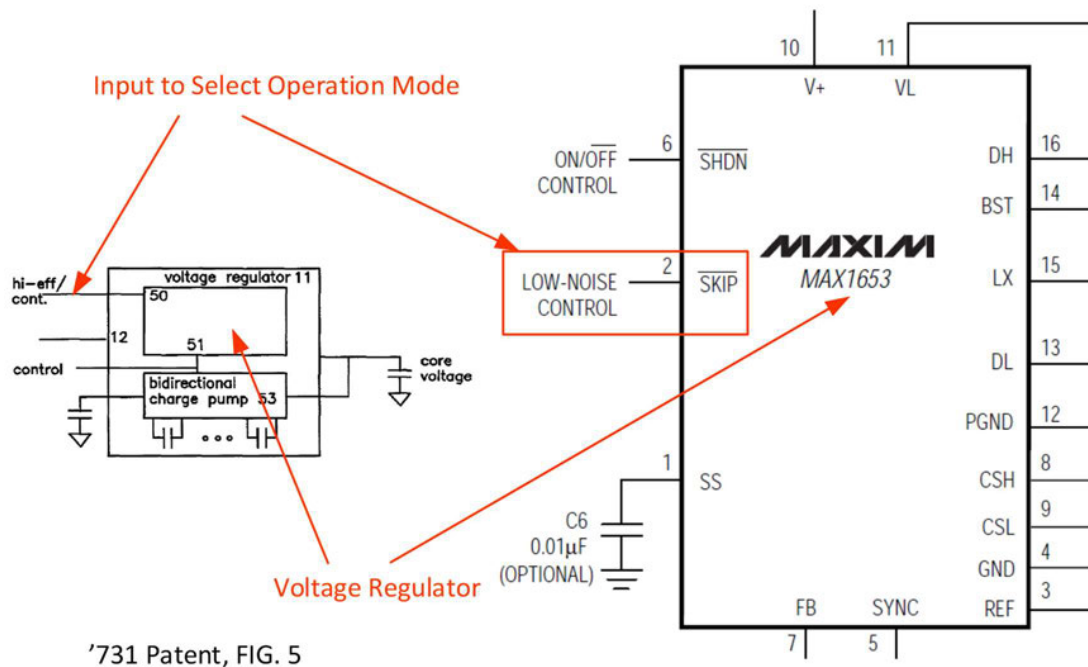 Input to Select Operation Mode
hi-eff/
cont.
voltage regulator 11
50
12
51
control
bidirectional
charge pump 53
core
voltage
Voltage Regulator
'731 Patent, FIG. 5
10
11
V+
VL
ON/OFF
CONTROL
6
SHDN
DH
16
BST
14
MAXIM
MAX1653
LOW-NOISE
CONTROL
2
SKIP
LX
15
DL
13
PGND
12
1
SS
CSH
8
C6
0.01µF
(OPTIONAL)
CSL
9
GND
4
REF
3
FB
SYNC
7
5